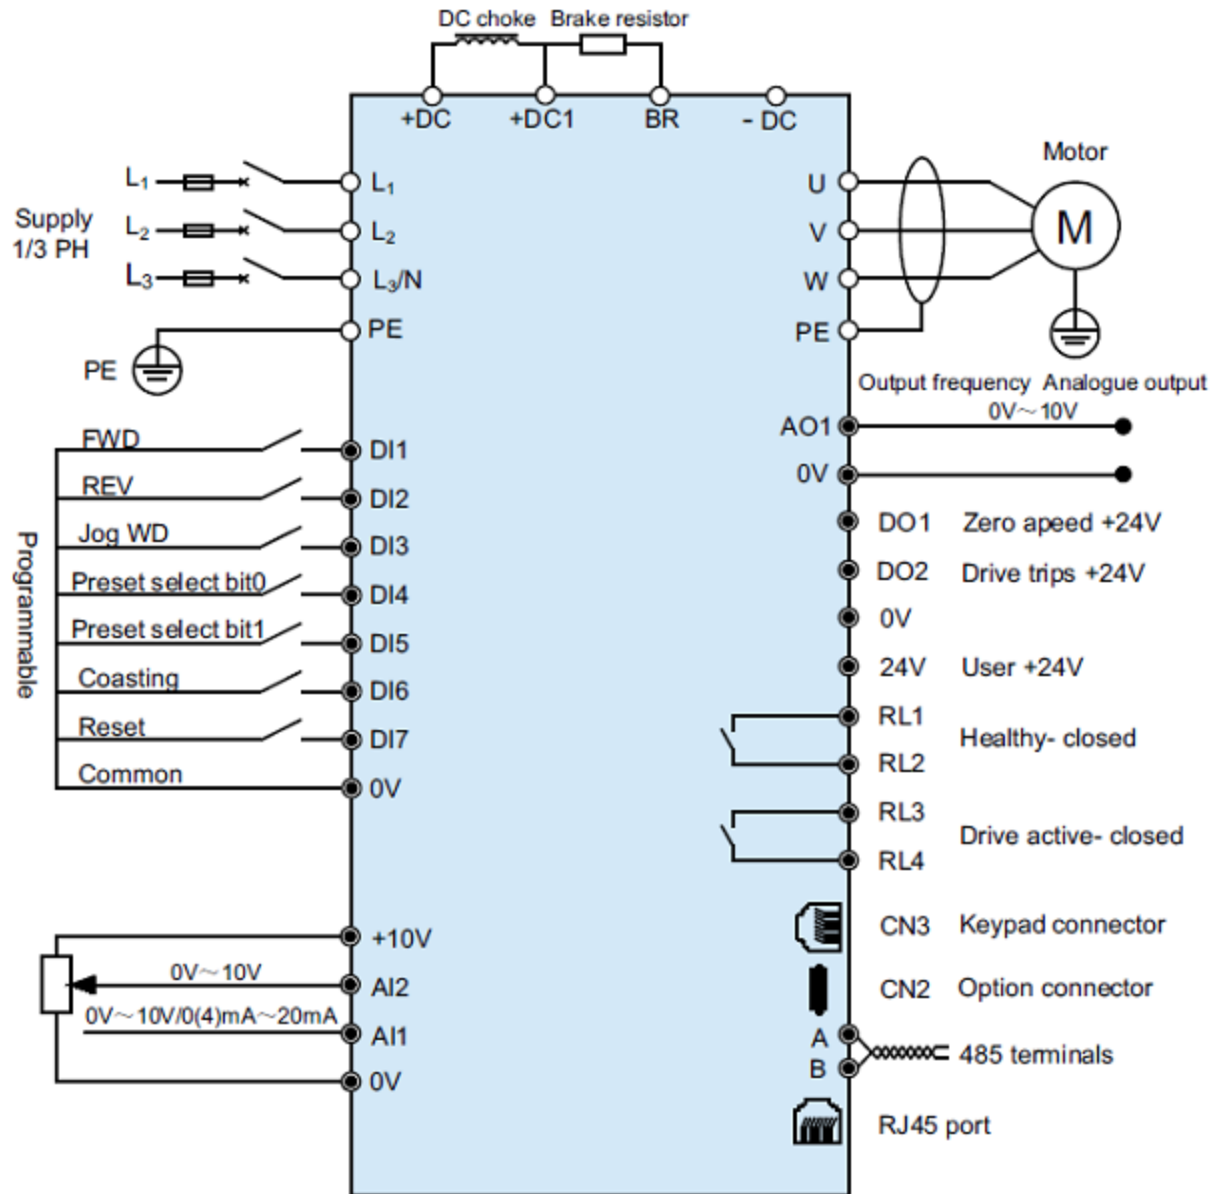 DC choke Brake resistor
+DC +DC1 BR - DC
Supply
1/3 PH
L₁
L₂
L₃
L₁
L₂
L₃/N
PE
PE
U
V
W
PE
Motor
M
Output frequency Analogue output
0V～10V
AO1
0V
Programmable
FWD
DI1
REV
DI2
Jog WD
DI3
Preset select bit0
DI4
Preset select bit1
DI5
Coasting
DI6
Reset
DI7
Common
0V
DO1 Zero apeed +24V
DO2 Drive trips +24V
0V
24V User +24V
RL1
Healthy- closed
RL2
RL3
Drive active- closed
RL4
+10V
0V～10V
AI2
0V～10V/0(4)mA～20mA
AI1
0V
CN3 Keypad connector
CN2 Option connector
A
B
485 terminals
RJ45 port